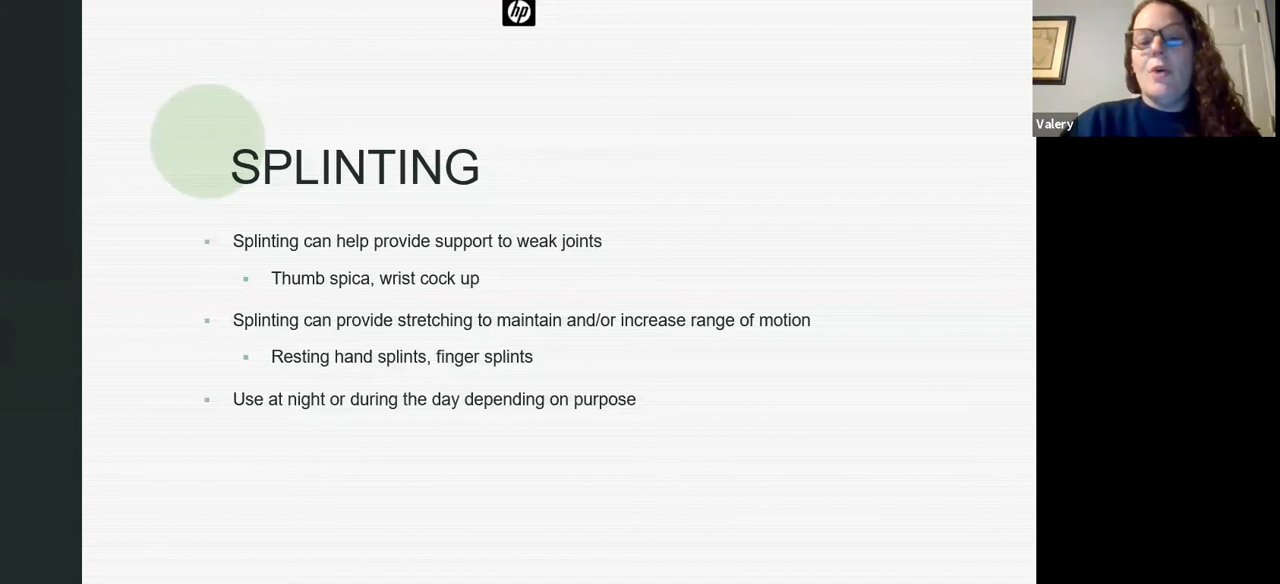 hp
Valery
SPLINTING
Splinting can help provide support to weak joints
Thumb spica, wrist cock up
Splinting can provide stretching to maintain and/or increase range of motion
Resting hand splints, finger splints
Use at night or during the day depending on purpose